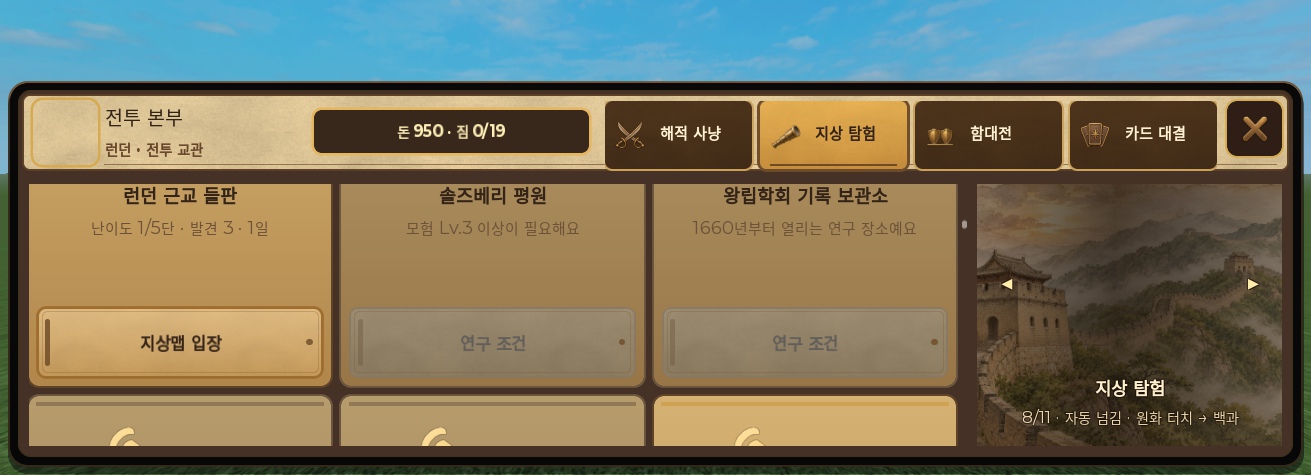 전투 본부
런던 · 전투 교관
돈 950 · 짐 0/19
해적 사냥
지상 탐험
함대전
카드 대결
런던 근교 들판
난이도 1/5단 · 발견 3 · 1일
지상맵 입장
솔즈베리 평원
모험 Lv.3 이상이 필요해요
연구 조건
왕립학회 기록 보관소
1660년부터 열리는 연구 장소예요
연구 조건
지상 탐험
8/11 · 자동 넘김 · 원화 터치 → 백과